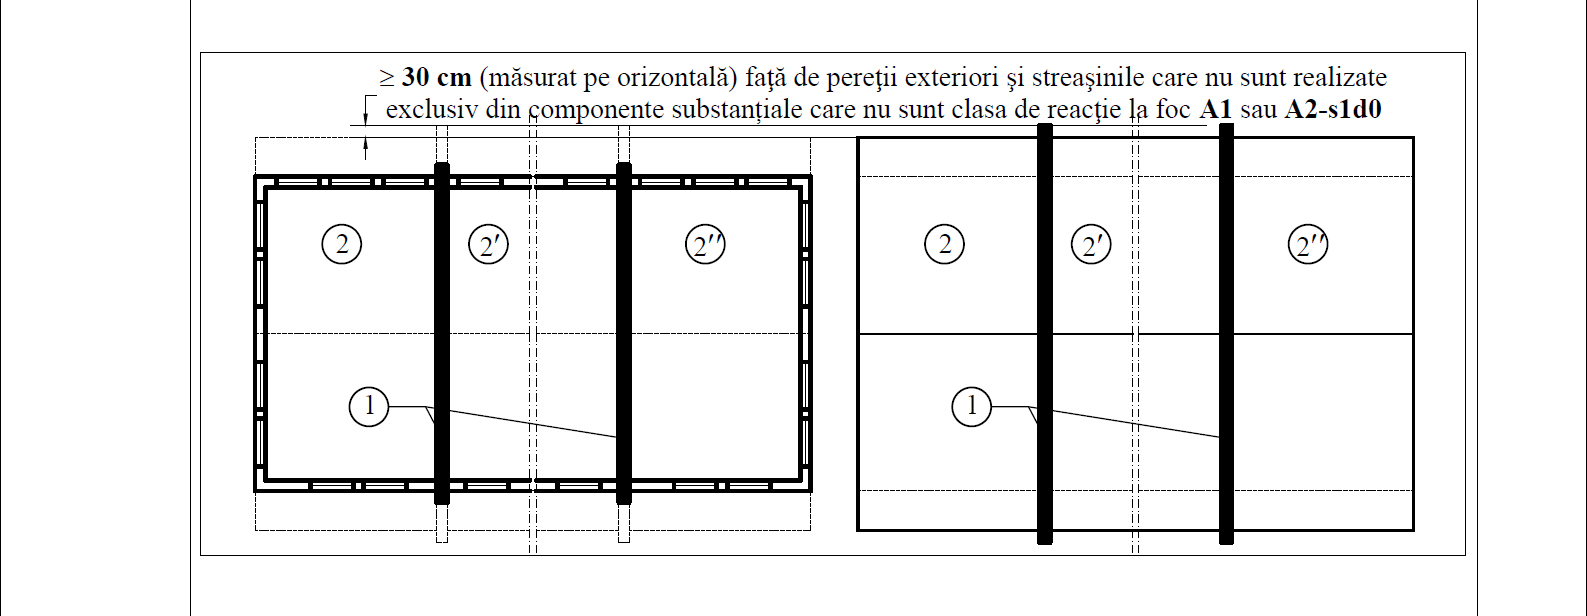 ≥ 30 cm (măsurat pe orizontală) faţă de pereţii exteriori şi streaşinile care nu sunt realizate
exclusiv din componente substanțiale care nu sunt clasa de reacţie la foc A1 sau A2-s1d0
2 2′ 2′′ 2 2′ 2′′
1 1